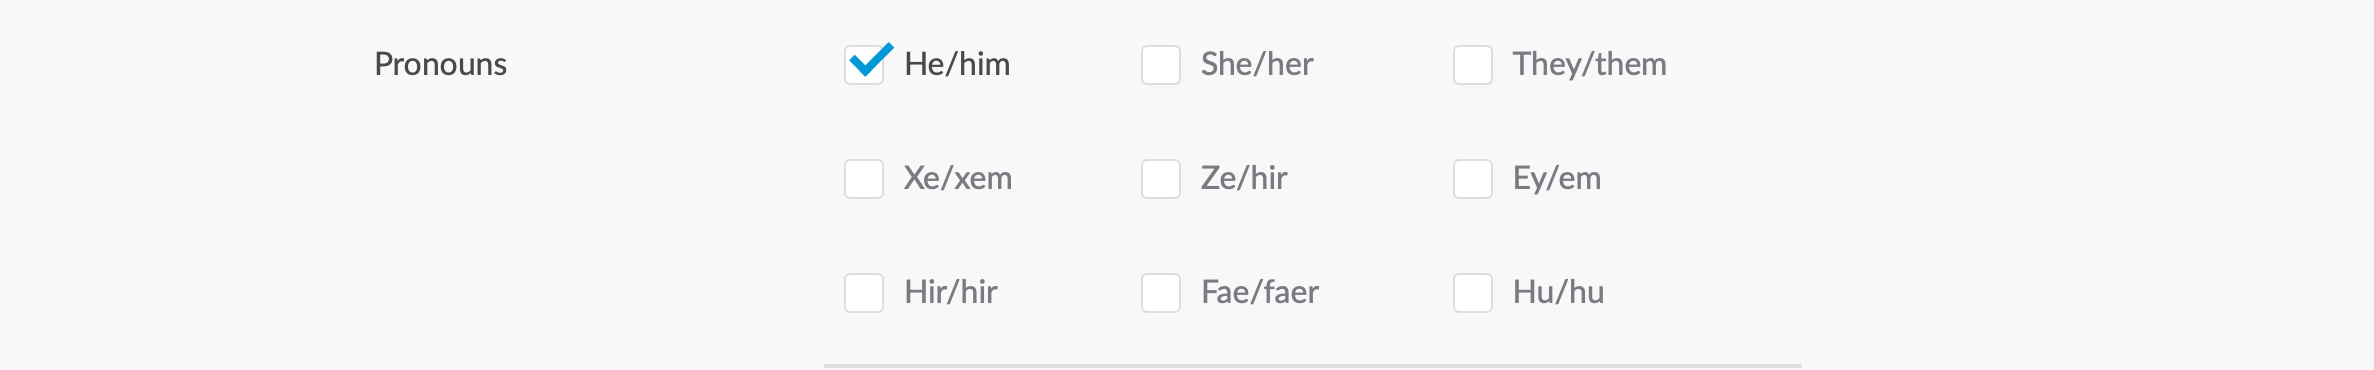 Pronouns He/him She/her They/them
Xe/xem Ze/hir Ey/em
Hir/hir Fae/faer Hu/hu